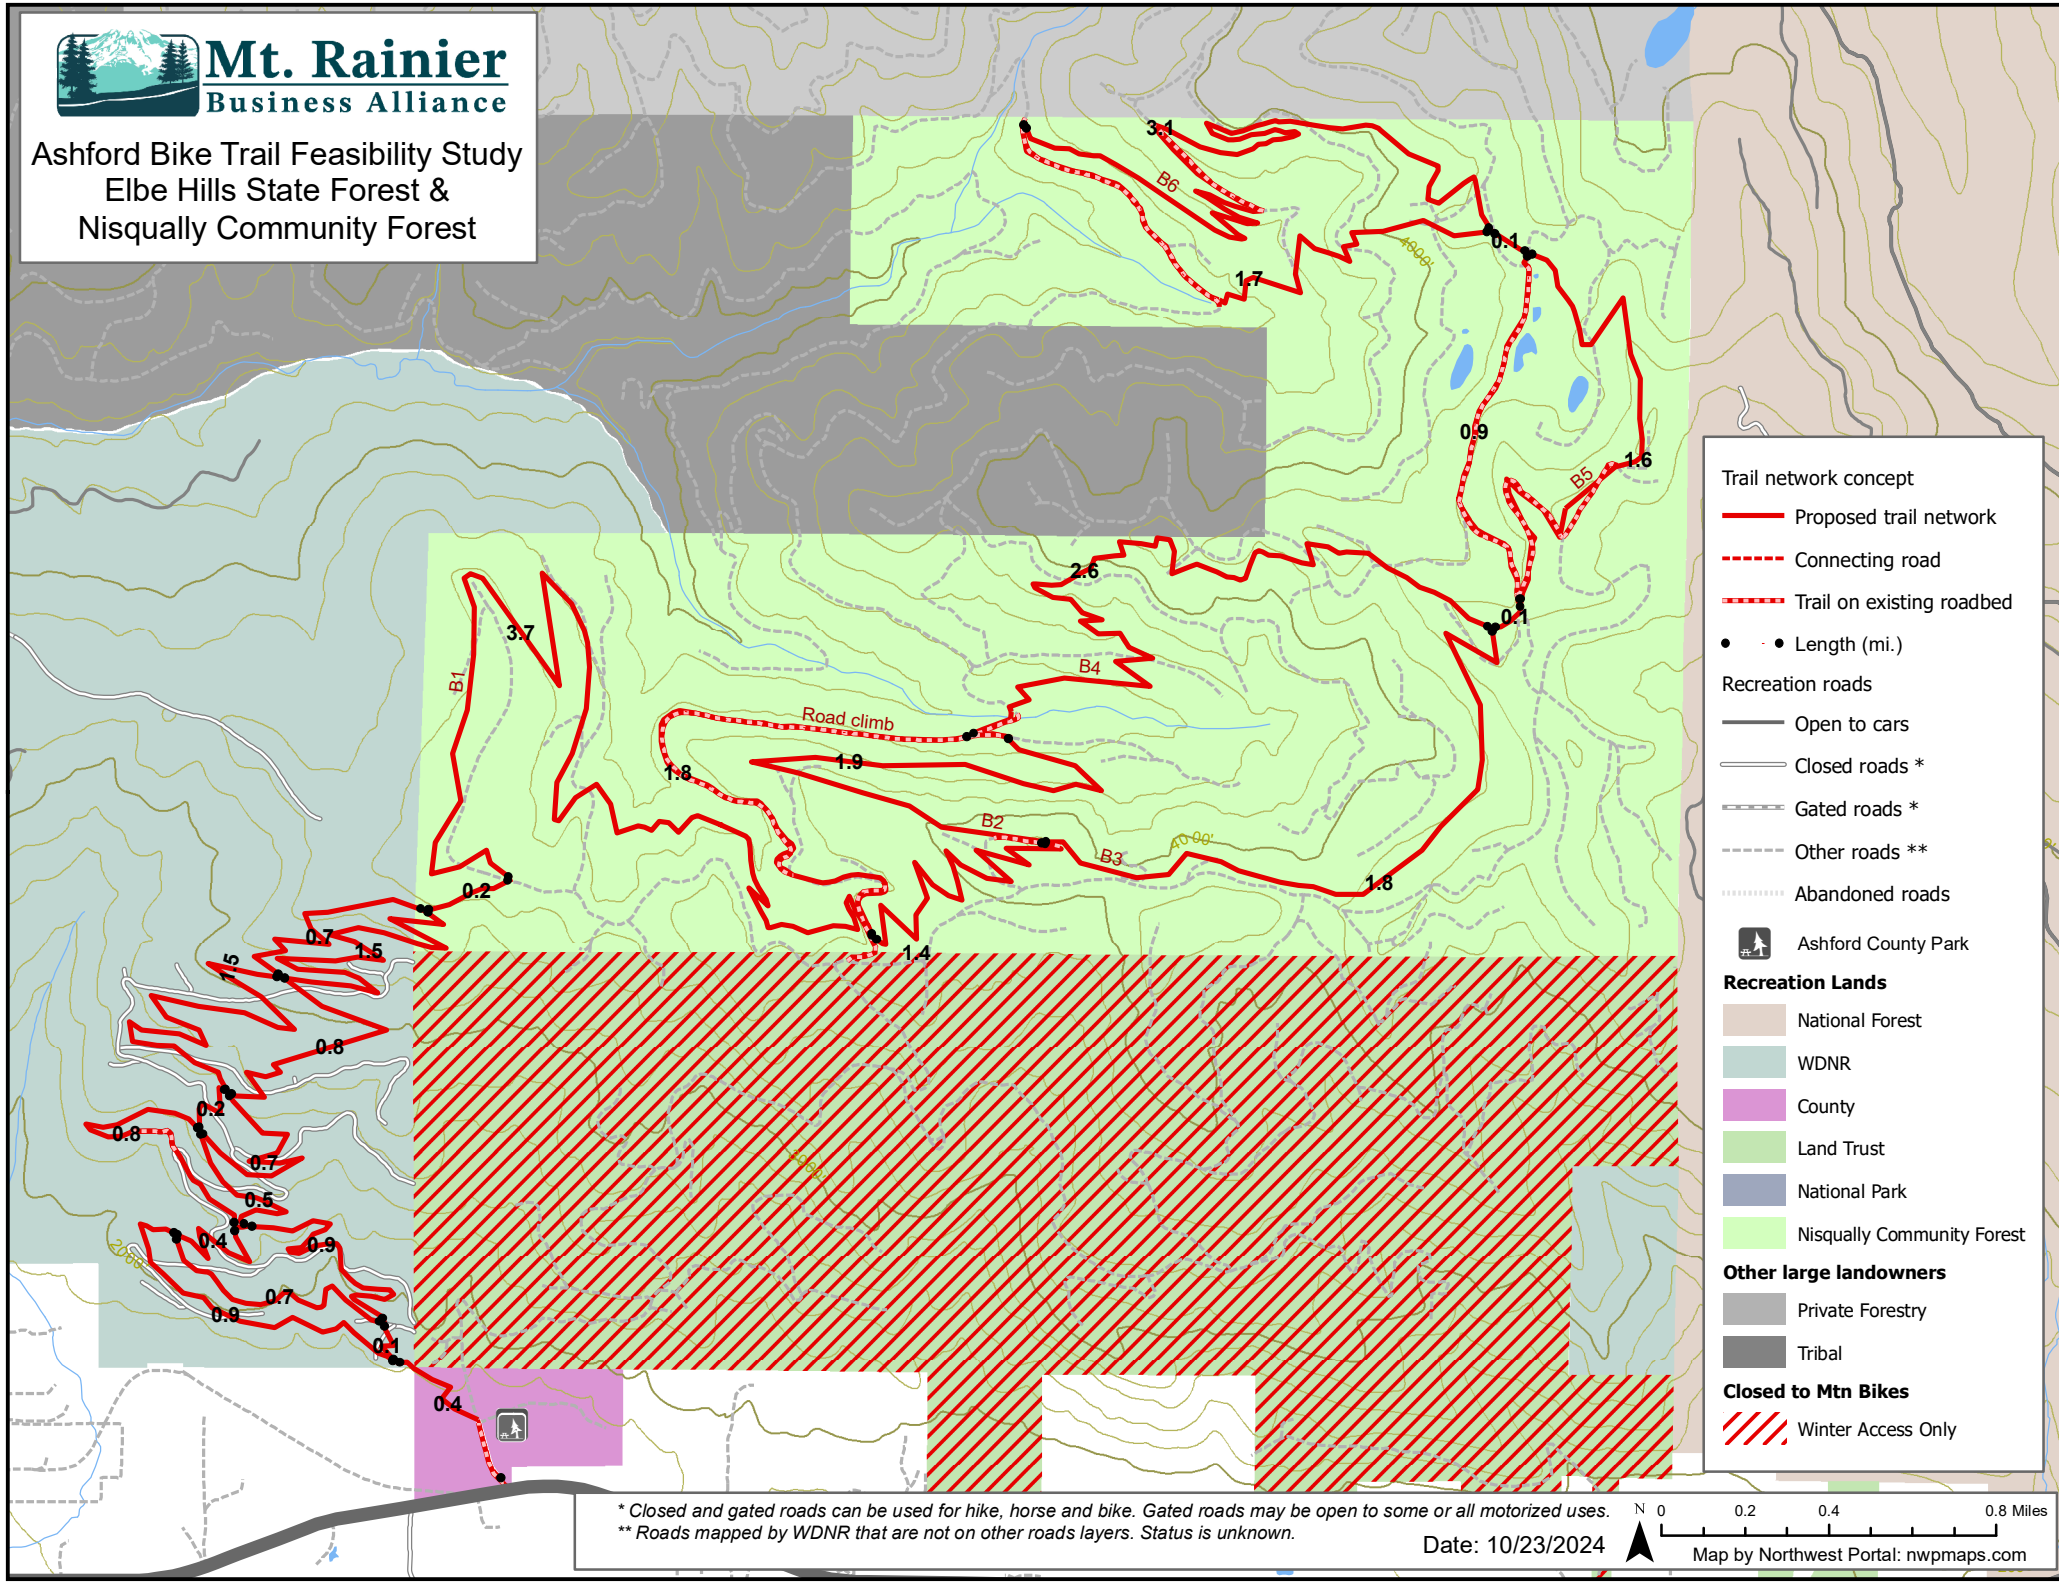 Mt. Rainier
Business Alliance
Ashford Bike Trail Feasibility Study
Elbe Hills State Forest &
Nisqually Community Forest
3.1
B6
0.1
4000'
1.7
0.9
1.6
B5
2.6
0.1
3.7
B4
B1
Road climb
1.9
1.8
B2
40 00'
B3
1.8
0.2
0.7
1.5
1.5
1.4
0.8
0.2
0.8
0.7
2000'
0.5
0.4
0.9
2000'
0.7
0.9
0.1
0.4
Trail network concept
Proposed trail network
Connecting road
Trail on existing roadbed
Length (mi.)
Recreation roads
Open to cars
Closed roads *
Gated roads *
Other roads **
Abandoned roads
Ashford County Park
Recreation Lands
National Forest
WDNR
County
Land Trust
National Park
Nisqually Community Forest
Other large landowners
Private Forestry
Tribal
Closed to Mtn Bikes
Winter Access Only
* Closed and gated roads can be used for hike, horse and bike. Gated roads may be open to some or all motorized uses.
** Roads mapped by WDNR that are not on other roads layers. Status is unknown.
Date: 10/23/2024
N
0 0.2 0.4 0.8 Miles
Map by Northwest Portal: nwpmaps.com